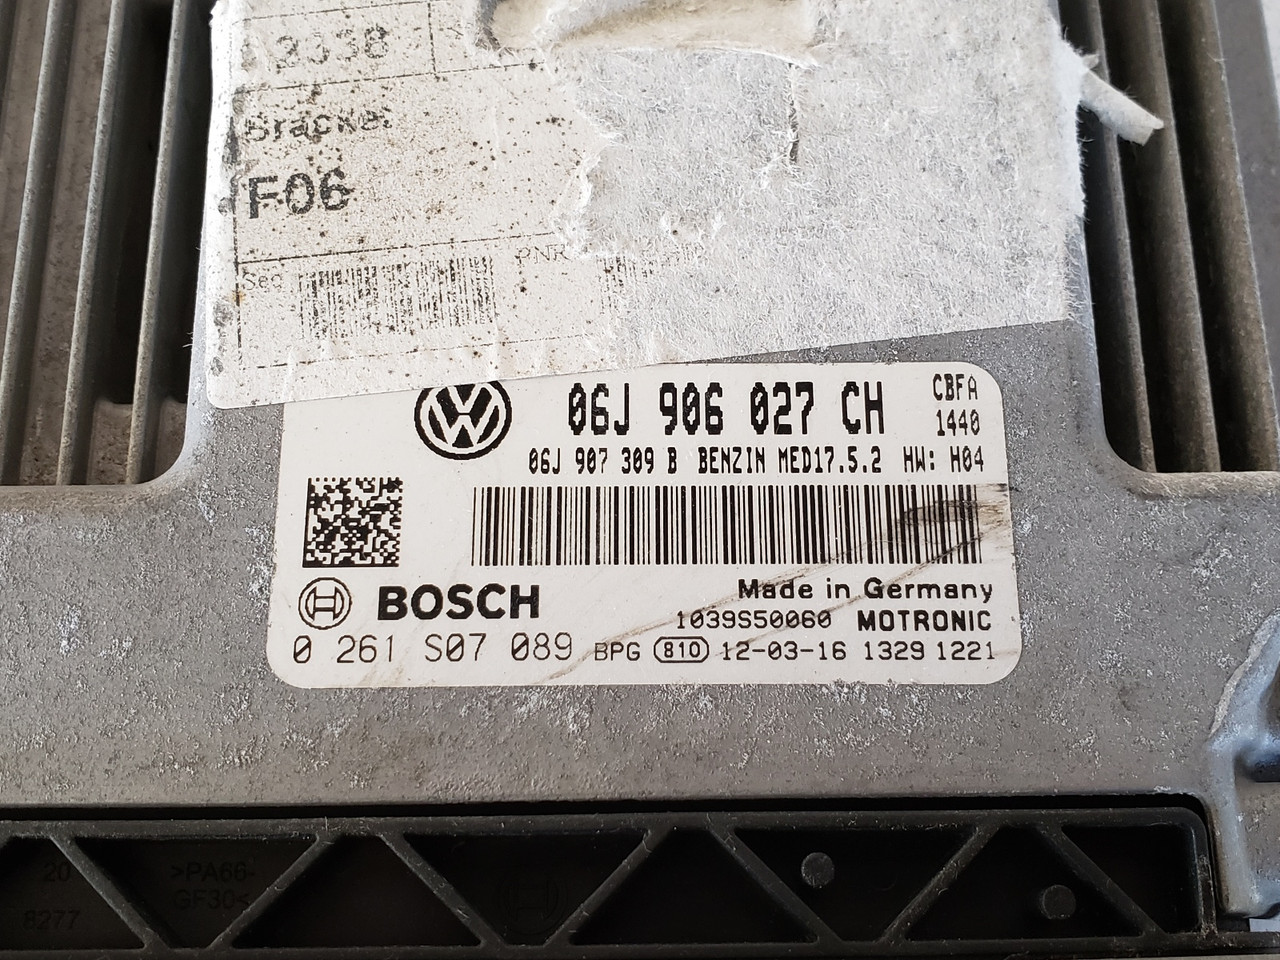 Bracket
F06
Seq
PNR
06J 906 027 CH
CBFA
1440
06J 907 309 B BENZIN MED17.5.2 HW: H04
BOSCH
Made in Germany
1039S50060 MOTRONIC
0 261 S07 089 BPG 810 12-03-16 1329 1221
20
>PA66-
GF30<
8277